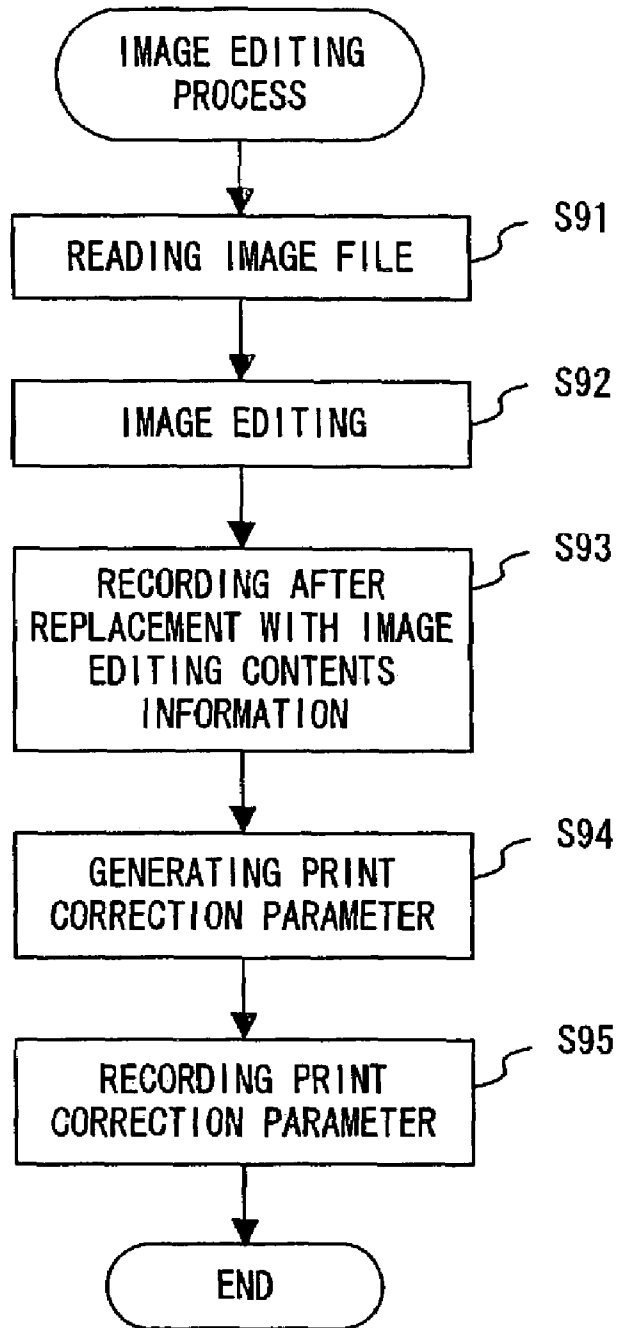 IMAGE EDITING
PROCESS
S91
READING IMAGE FILE
S92
IMAGE EDITING
S93
RECORDING AFTER
REPLACEMENT WITH IMAGE
EDITING CONTENTS
INFORMATION
S94
GENERATING PRINT
CORRECTION PARAMETER
S95
RECORDING PRINT
CORRECTION PARAMETER
END